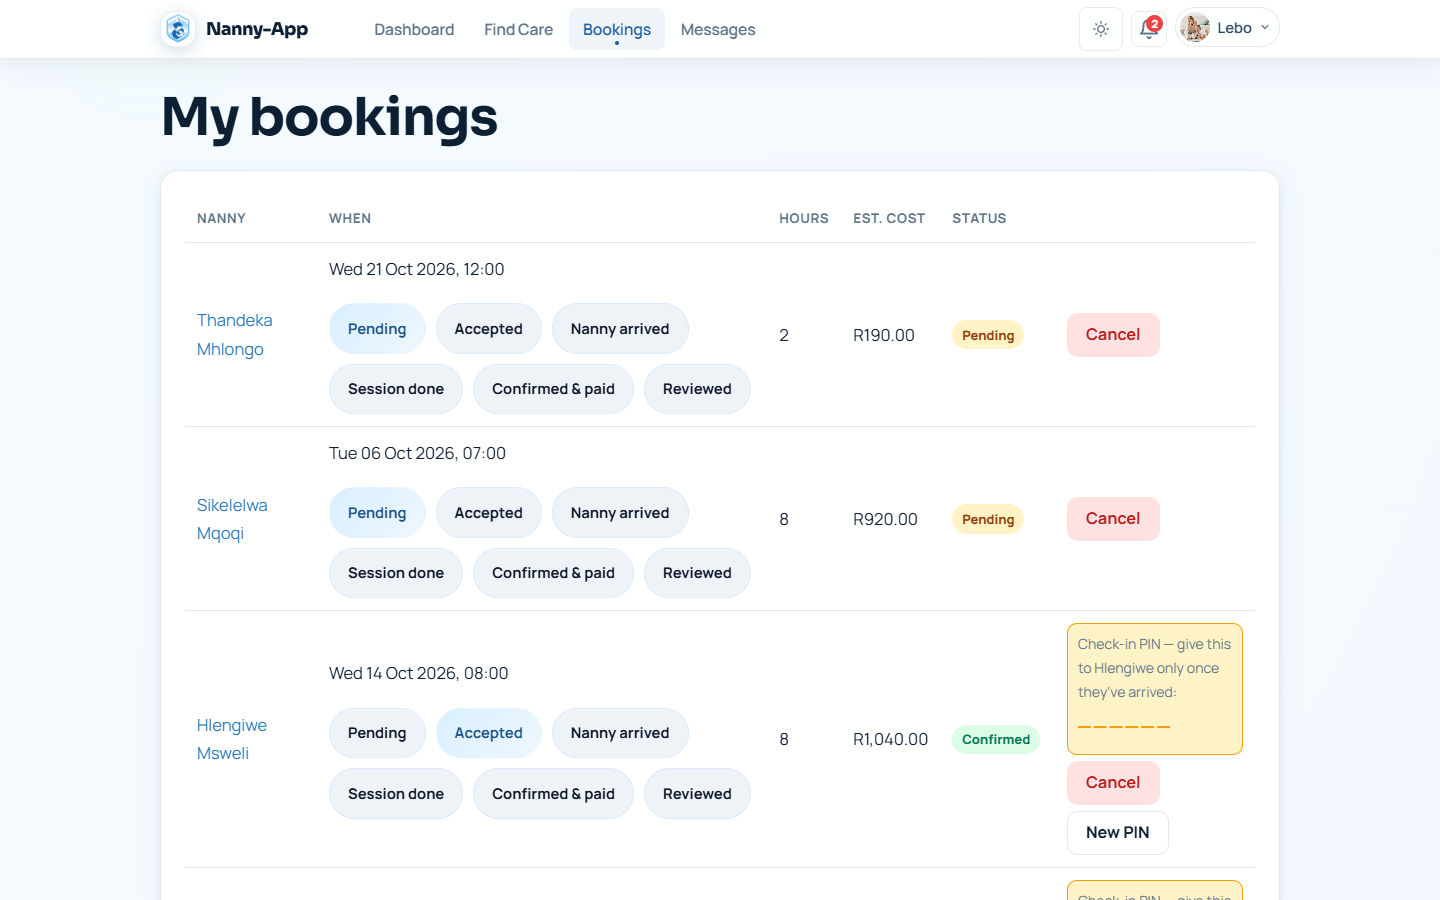 Nanny-App
Dashboard
Find Care
Bookings
Messages
2
Lebo
My bookings
NANNY
WHEN
HOURS
EST. COST
STATUS
Thandeka
Mhlongo
Wed 21 Oct 2026, 12:00
Pending
Accepted
Nanny arrived
Session done
Confirmed & paid
Reviewed
2
R190.00
Pending
Cancel
Sikelelwa
Mqoqi
Tue 06 Oct 2026, 07:00
Pending
Accepted
Nanny arrived
Session done
Confirmed & paid
Reviewed
8
R920.00
Pending
Cancel
Hlengiwe
Msweli
Wed 14 Oct 2026, 08:00
Pending
Accepted
Nanny arrived
Session done
Confirmed & paid
Reviewed
8
R1,040.00
Confirmed
Check-in PIN — give this
to Hlengiwe only once
they've arrived:
——————
Cancel
New PIN
Check-in PIN — give this